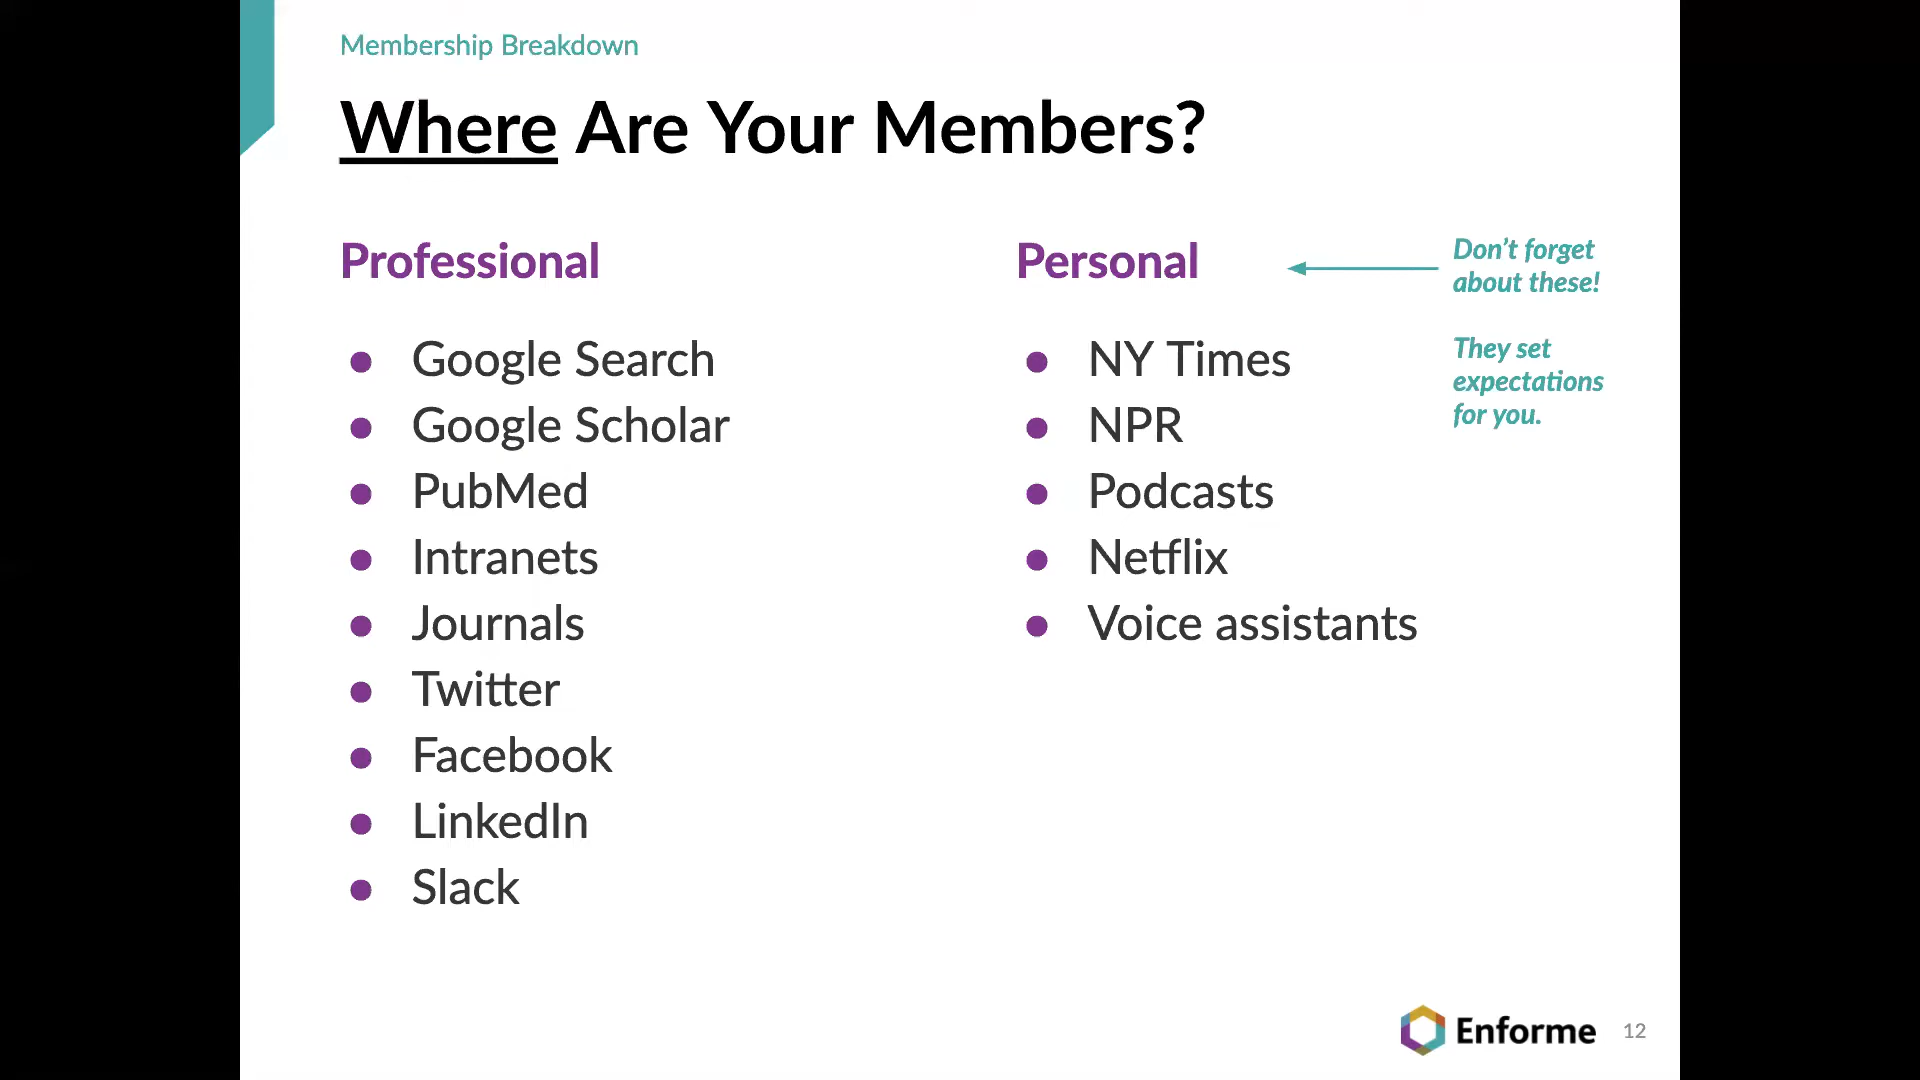 Membership Breakdown
Where Are Your Members?
Professional
Google Search
Google Scholar
PubMed
Intranets
Journals
Twitter
Facebook
LinkedIn
Slack
Personal
NY Times
NPR
Podcasts
Netflix
Voice assistants
Don’t forget
about these!
They set
expectations
for you.
Enforme
12